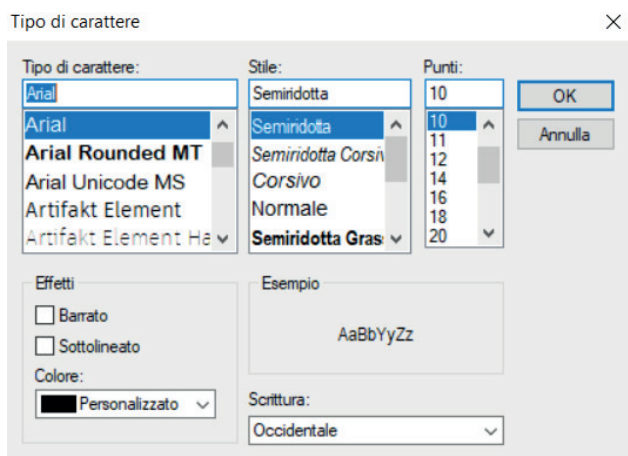 Tipo di carattere
Tipo di carattere:
Arial
Arial
Arial Rounded MT
Arial Unicode MS
Artifakt Element
Artifakt Element Ha
Stile:
Semiridotta
Semiridotta
Semiridotta Corsiv
Corsivo
Normale
Semiridotta Grass
Punti:
10
10
11
12
14
16
18
20
OK
Annulla
Effetti
Barrato
Sottolineato
Colore:
Personalizzato
Esempio
AaBbYyZz
Scrittura:
Occidentale